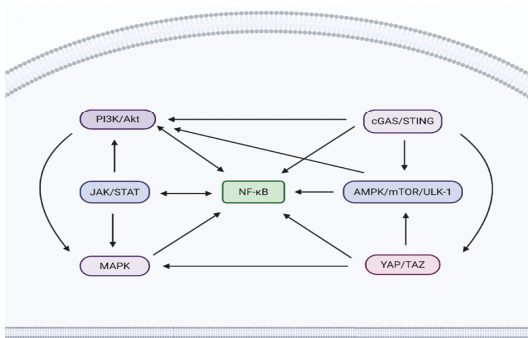 PI3K/Akt
cGAS/STING
JAK/STAT
NF-κB
AMPK/mTOR/ULK-1
MAPK
YAP/TAZ